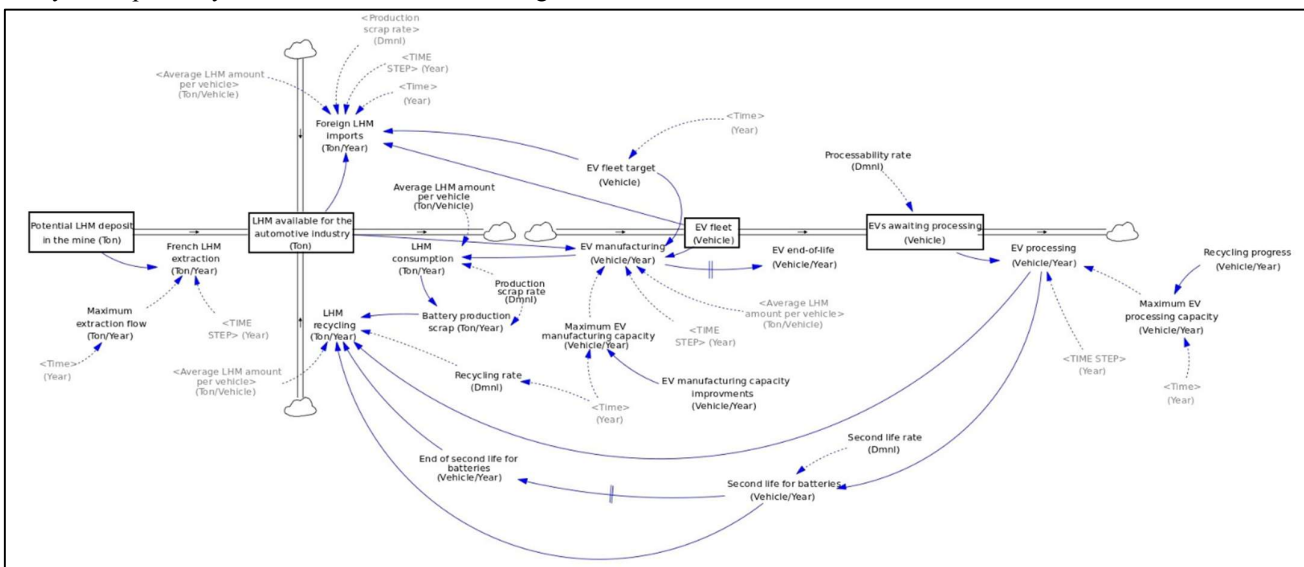 <Production
scrap rate>
(Dmnl)
<TIME
STEP> (Year)
<Average LHM amount
per vehicle>
(Ton/Vehicle)
<Time>
(Year)
Foreign LHM
imports
(Ton/Year)
<Time>
(Year)
EV fleet target
(Vehicle)
Processability rate
(Dmnl)
Average LHM amount
per vehicle
(Ton/Vehicle)
Potential LHM deposit
in the mine (Ton)
LHM available for the
automotive industry
(Ton)
EV fleet
(Vehicle)
EVs awaiting processing
(Vehicle)
French LHM
extraction
(Ton/Year)
LHM
consumption
(Ton/Year)
EV manufacturing
(Vehicle/Year)
EV end-of-life
(Vehicle/Year)
EV processing
(Vehicle/Year)
Recycling progress
(Vehicle/Year)
Production
scrap rate
(Dmnl)
Maximum
extraction flow
(Ton/Year)
<TIME
STEP> (Year)
LHM
recycling
(Ton/Year)
Battery production
scrap (Ton/Year)
Maximum EV
manufacturing capacity
(Vehicle/Year)
<TIME
STEP> (Year)
<Average LHM
amount per vehicle>
(Ton/Vehicle)
Maximum EV
processing capacity
(Vehicle/Year)
<Time>
(Year)
<Average LHM amount
per vehicle>
(Ton/Vehicle)
Recycling rate
(Dmnl)
EV manufacturing capacity
improvments
(Vehicle/Year)
<TIME STEP>
(Year)
<Time>
(Year)
<Time>
(Year)
End of second life for
batteries
(Vehicle/Year)
Second life rate
(Dmnl)
Second life for batteries
(Vehicle/Year)